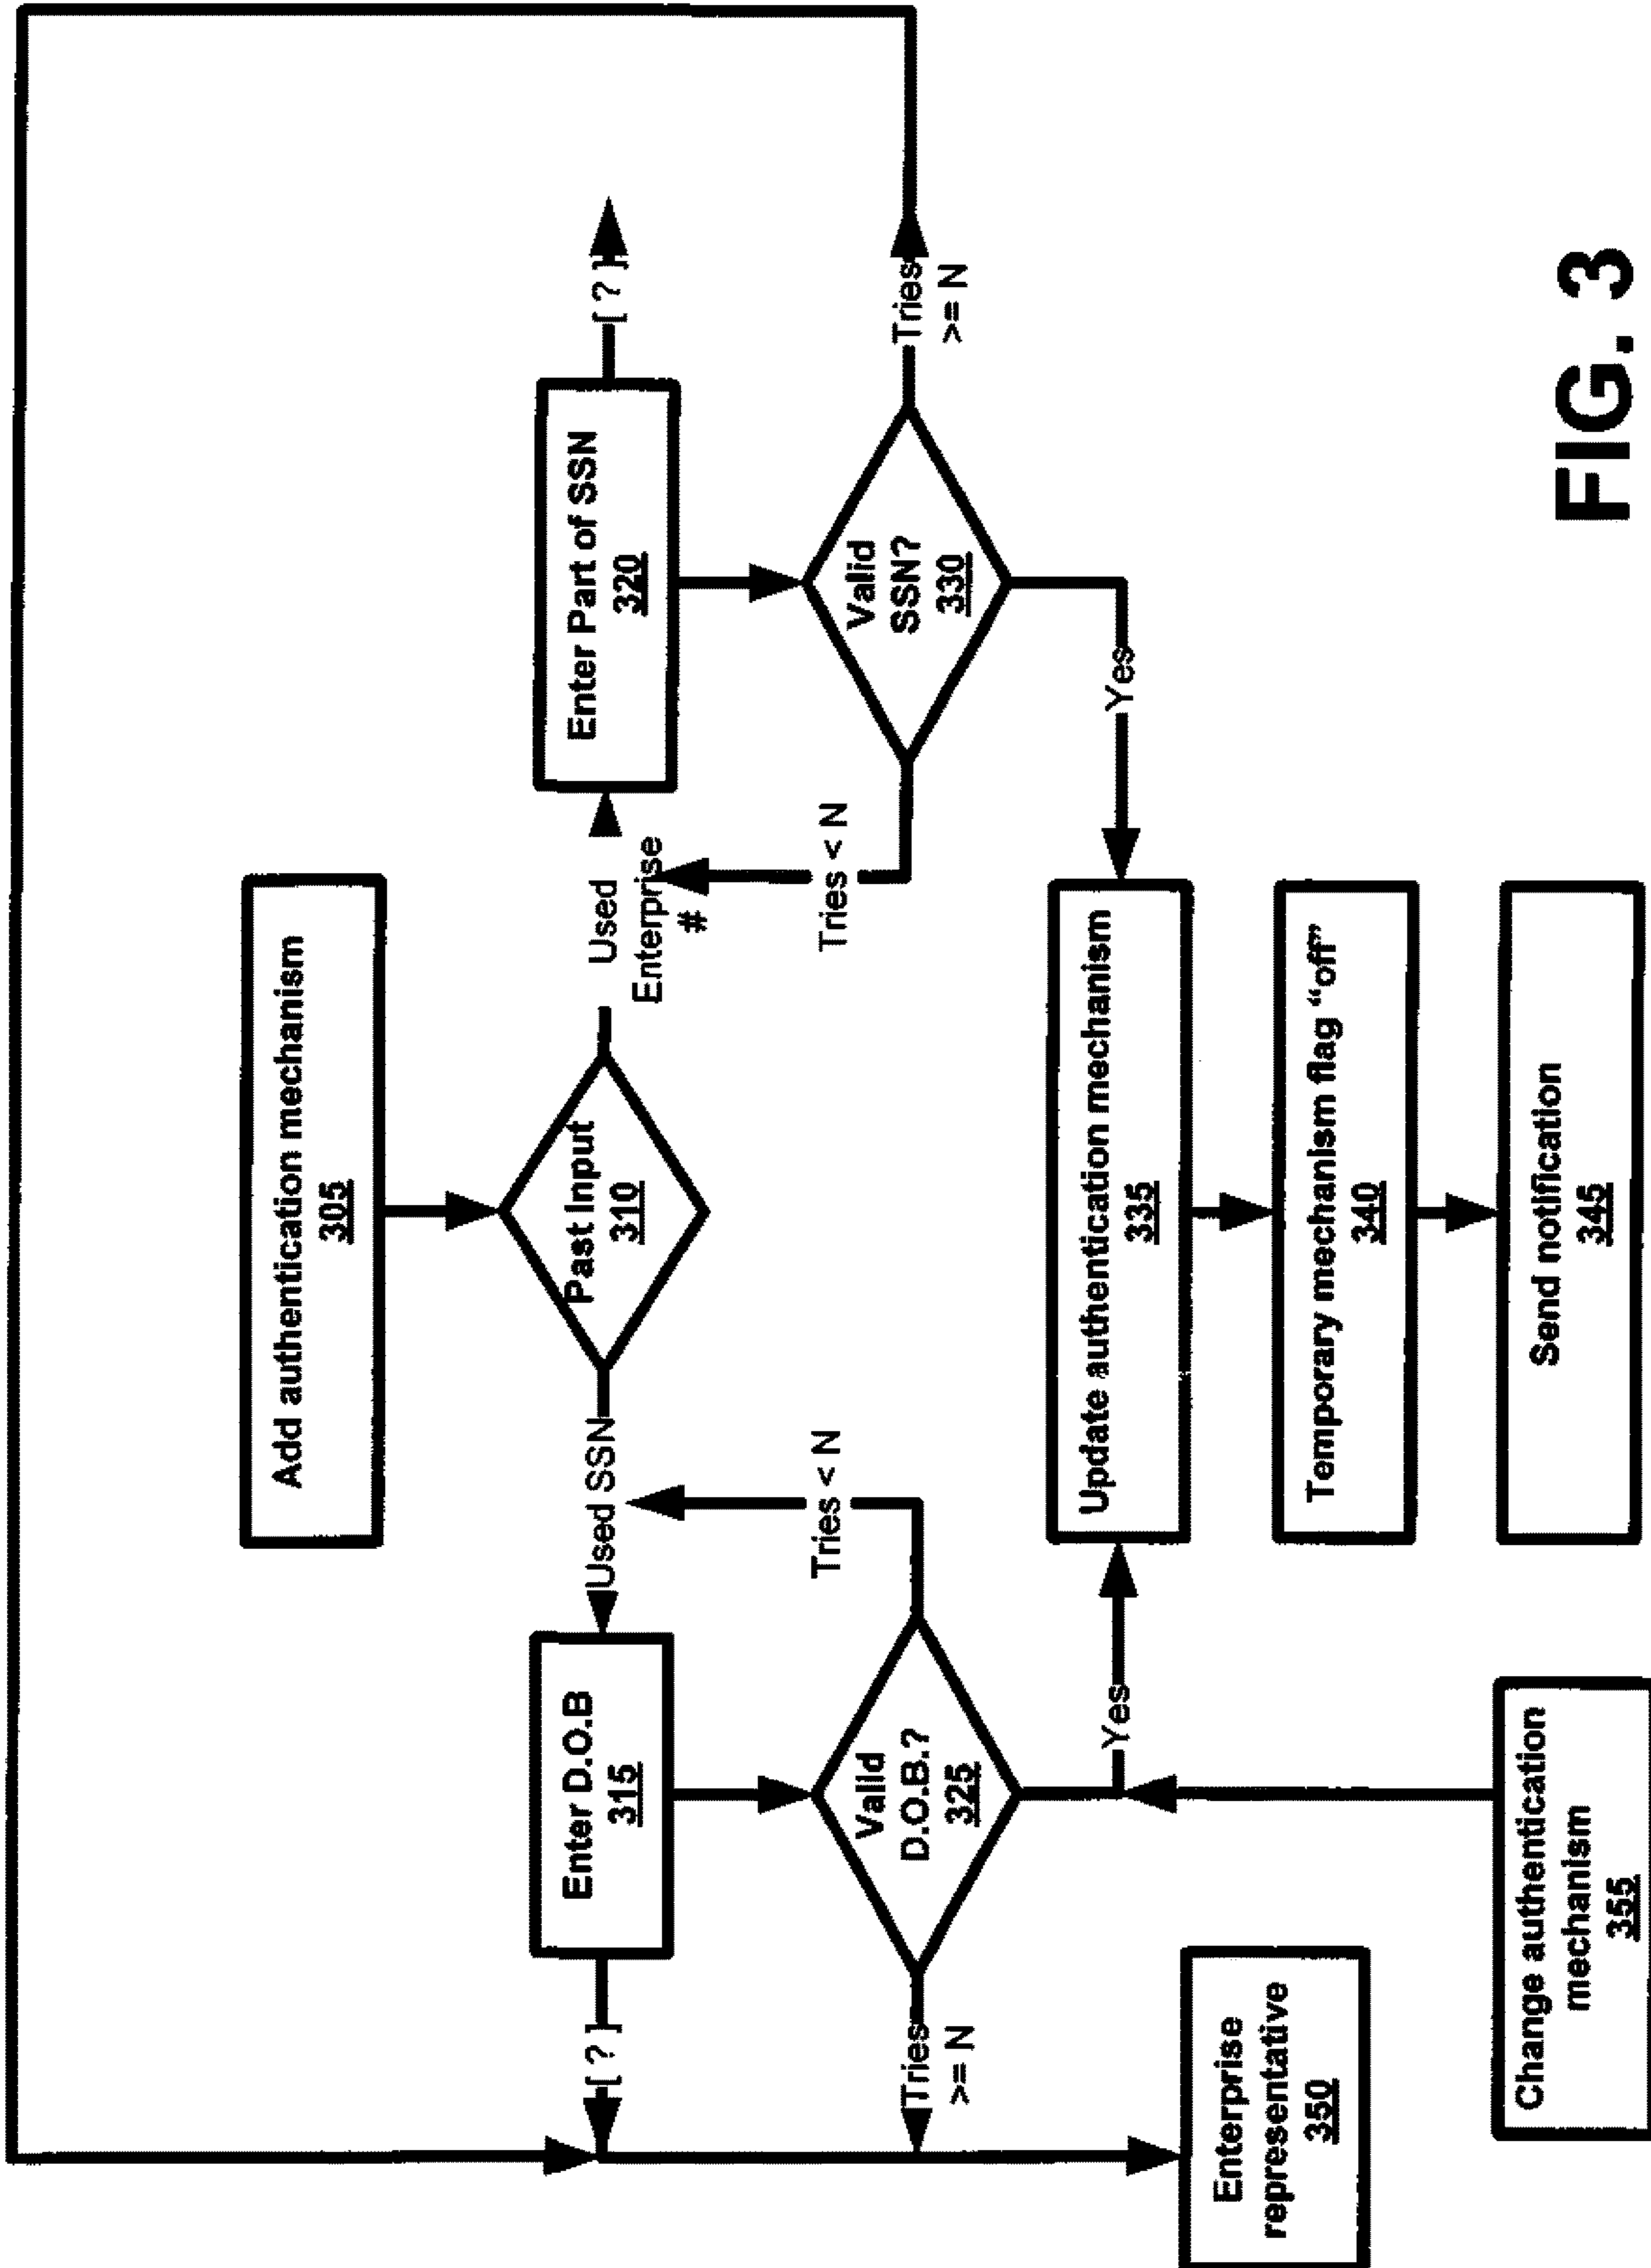 Add authentication mechanism
305
Past Input
310
Used SSN
Used
Enterprise
#
Enter D.O.B
315
[ ? ]
Enter Part of SSN
320
[ ? ]
Tries < N
Tries < N
Valid
D.O.B.?
325
Tries
>= N
Valid
SSN?
330
Tries
>= N
Yes
Yes
Update authentication mechanism
335
Enterprise
representative
350
Temporary mechanism flag “off”
340
Change authentication
mechanism
355
Send notification
345
FIG. 3